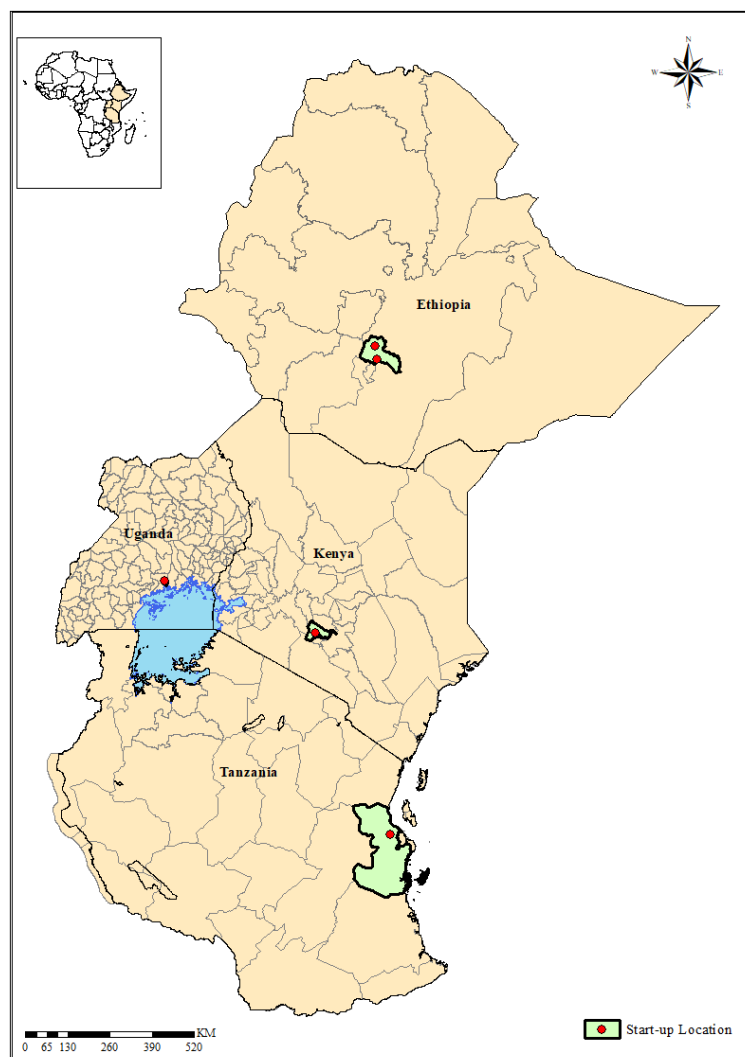 N
W E
S
Ethiopia
Uganda
Kenya
Tanzania
KM
0 65 130 260 390 520
Start-up Location